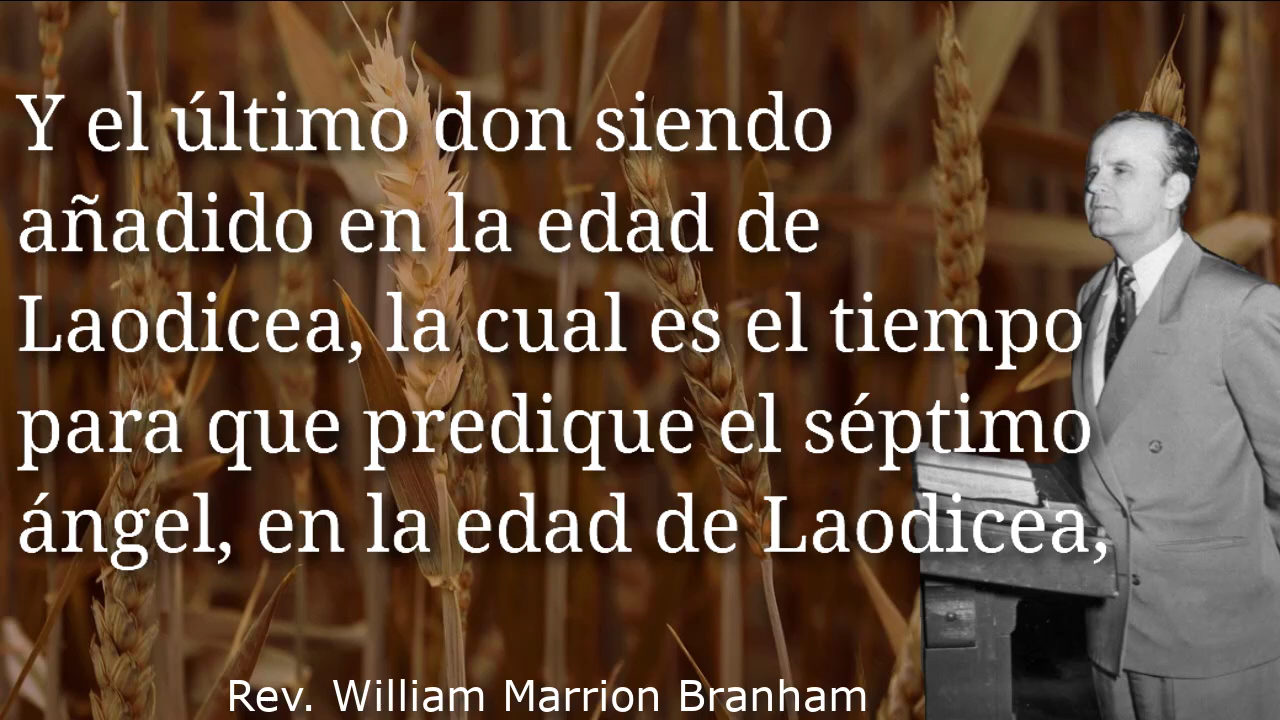 Y el último don siendo
añadido en la edad de
Laodicea, la cual es el tiempo
para que predique el séptimo
ángel, en la edad de Laodicea,
Rev. William Marrion Branham